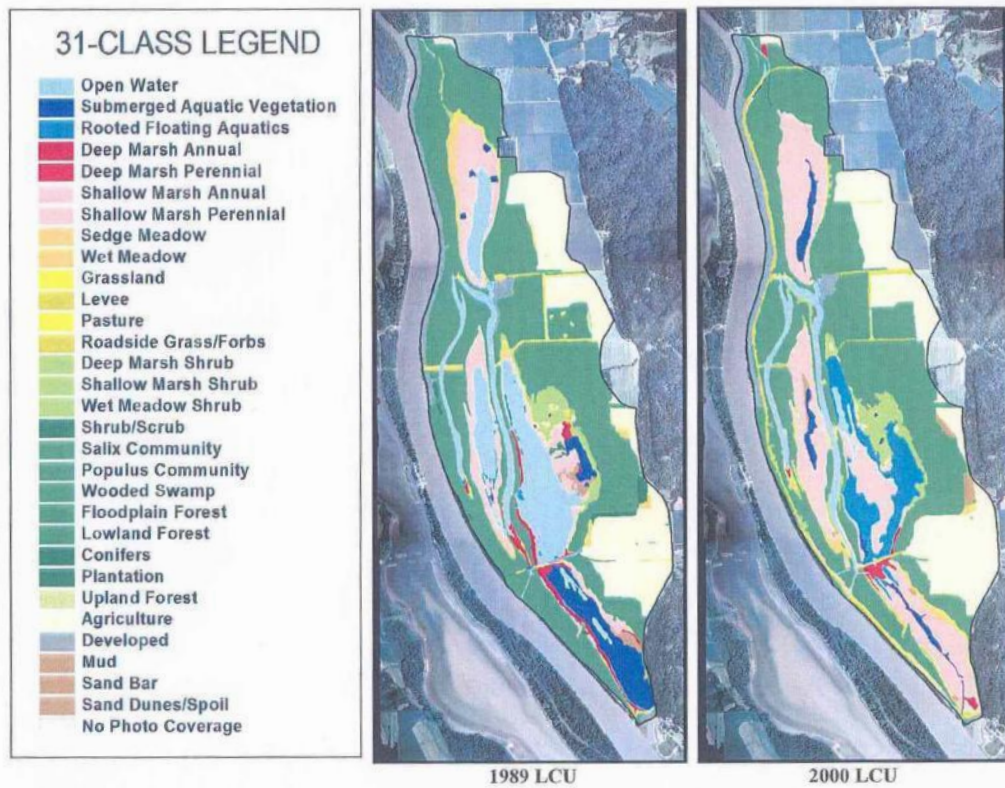 31-CLASS LEGEND
Open Water
Submerged Aquatic Vegetation
Rooted Floating Aquatics
Deep Marsh Annual
Deep Marsh Perennial
Shallow Marsh Annual
Shallow Marsh Perennial
Sedge Meadow
Wet Meadow
Grassland
Levee
Pasture
Roadside Grass/Forbs
Deep Marsh Shrub
Shallow Marsh Shrub
Wet Meadow Shrub
Shrub/Scrub
Salix Community
Populus Community
Wooded Swamp
Floodplain Forest
Lowland Forest
Conifers
Plantation
Upland Forest
Agriculture
Developed
Mud
Sand Bar
Sand Dunes/Spoil
No Photo Coverage
1989 LCU
2000 LCU